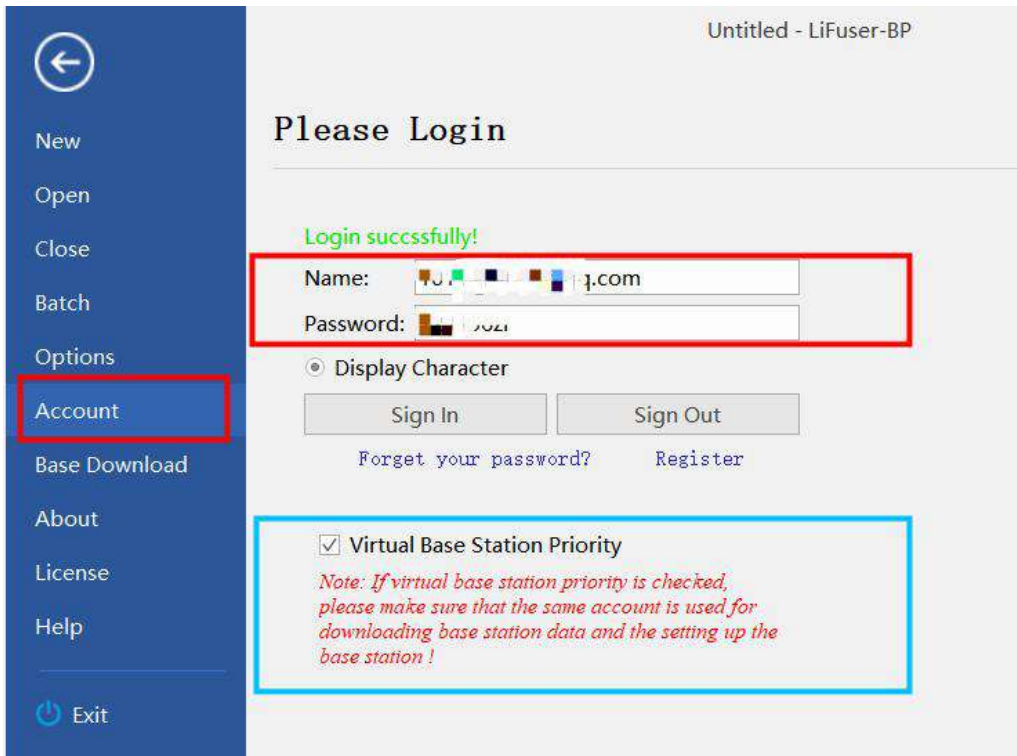 Untitled - LiFuser-BP
New
Open
Close
Batch
Options
Account
Base Download
About
License
Help
Exit
Please Login
Login succssfully!
Name: q.com
Password:
Display Character
Sign In Sign Out
Forget your password? Register
Virtual Base Station Priority
Note: If virtual base station priority is checked,
please make sure that the same account is used for
downloading base station data and the setting up the
base station !